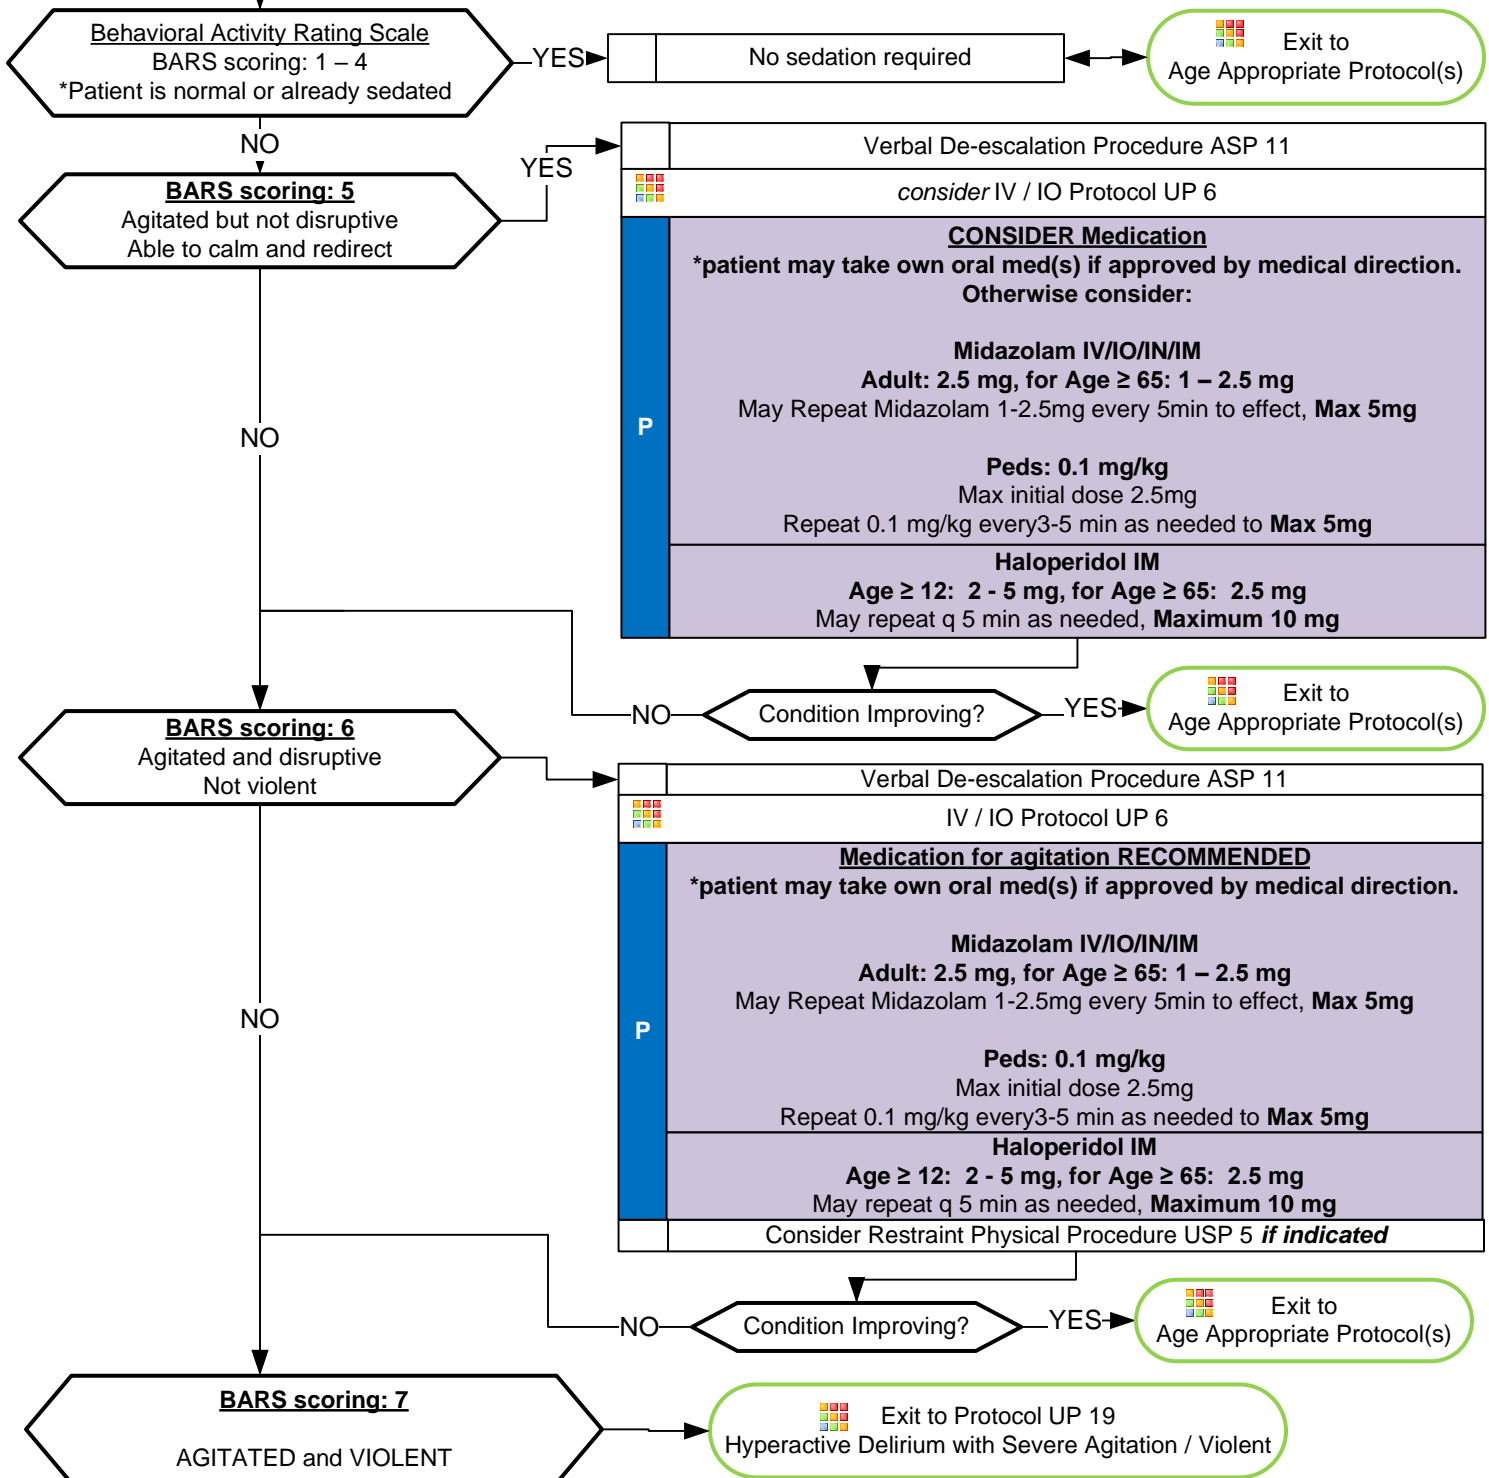 Behavioral Activity Rating Scale
BARS scoring: 1 – 4
*Patient is normal or already sedated
YES
No sedation required
Exit to
Age Appropriate Protocol(s)
NO
YES
BARS scoring: 5
Agitated but not disruptive
Able to calm and redirect
Verbal De-escalation Procedure ASP 11
consider IV / IO Protocol UP 6
P
CONSIDER Medication
*patient may take own oral med(s) if approved by medical direction.
Otherwise consider:
Midazolam IV/IO/IN/IM
Adult: 2.5 mg, for Age ≥ 65: 1 – 2.5 mg
May Repeat Midazolam 1-2.5mg every 5min to effect, Max 5mg
Peds: 0.1 mg/kg
Max initial dose 2.5mg
Repeat 0.1 mg/kg every3-5 min as needed to Max 5mg
Haloperidol IM
Age ≥ 12:  2 - 5 mg, for Age ≥ 65:  2.5 mg
May repeat q 5 min as needed, Maximum 10 mg
NO
Condition Improving?
NO
YES
Exit to
Age Appropriate Protocol(s)
BARS scoring: 6
Agitated and disruptive
Not violent
Verbal De-escalation Procedure ASP 11
IV / IO Protocol UP 6
P
Medication for agitation RECOMMENDED
*patient may take own oral med(s) if approved by medical direction.
Midazolam IV/IO/IN/IM
Adult: 2.5 mg, for Age ≥ 65: 1 – 2.5 mg
May Repeat Midazolam 1-2.5mg every 5min to effect, Max 5mg
Peds: 0.1 mg/kg
Max initial dose 2.5mg
Repeat 0.1 mg/kg every3-5 min as needed to Max 5mg
Haloperidol IM
Age ≥ 12:  2 - 5 mg, for Age ≥ 65:  2.5 mg
May repeat q 5 min as needed, Maximum 10 mg
Consider Restraint Physical Procedure USP 5 if indicated
NO
Condition Improving?
NO
YES
Exit to
Age Appropriate Protocol(s)
BARS scoring: 7
AGITATED and VIOLENT
Exit to Protocol UP 19
Hyperactive Delirium with Severe Agitation / Violent